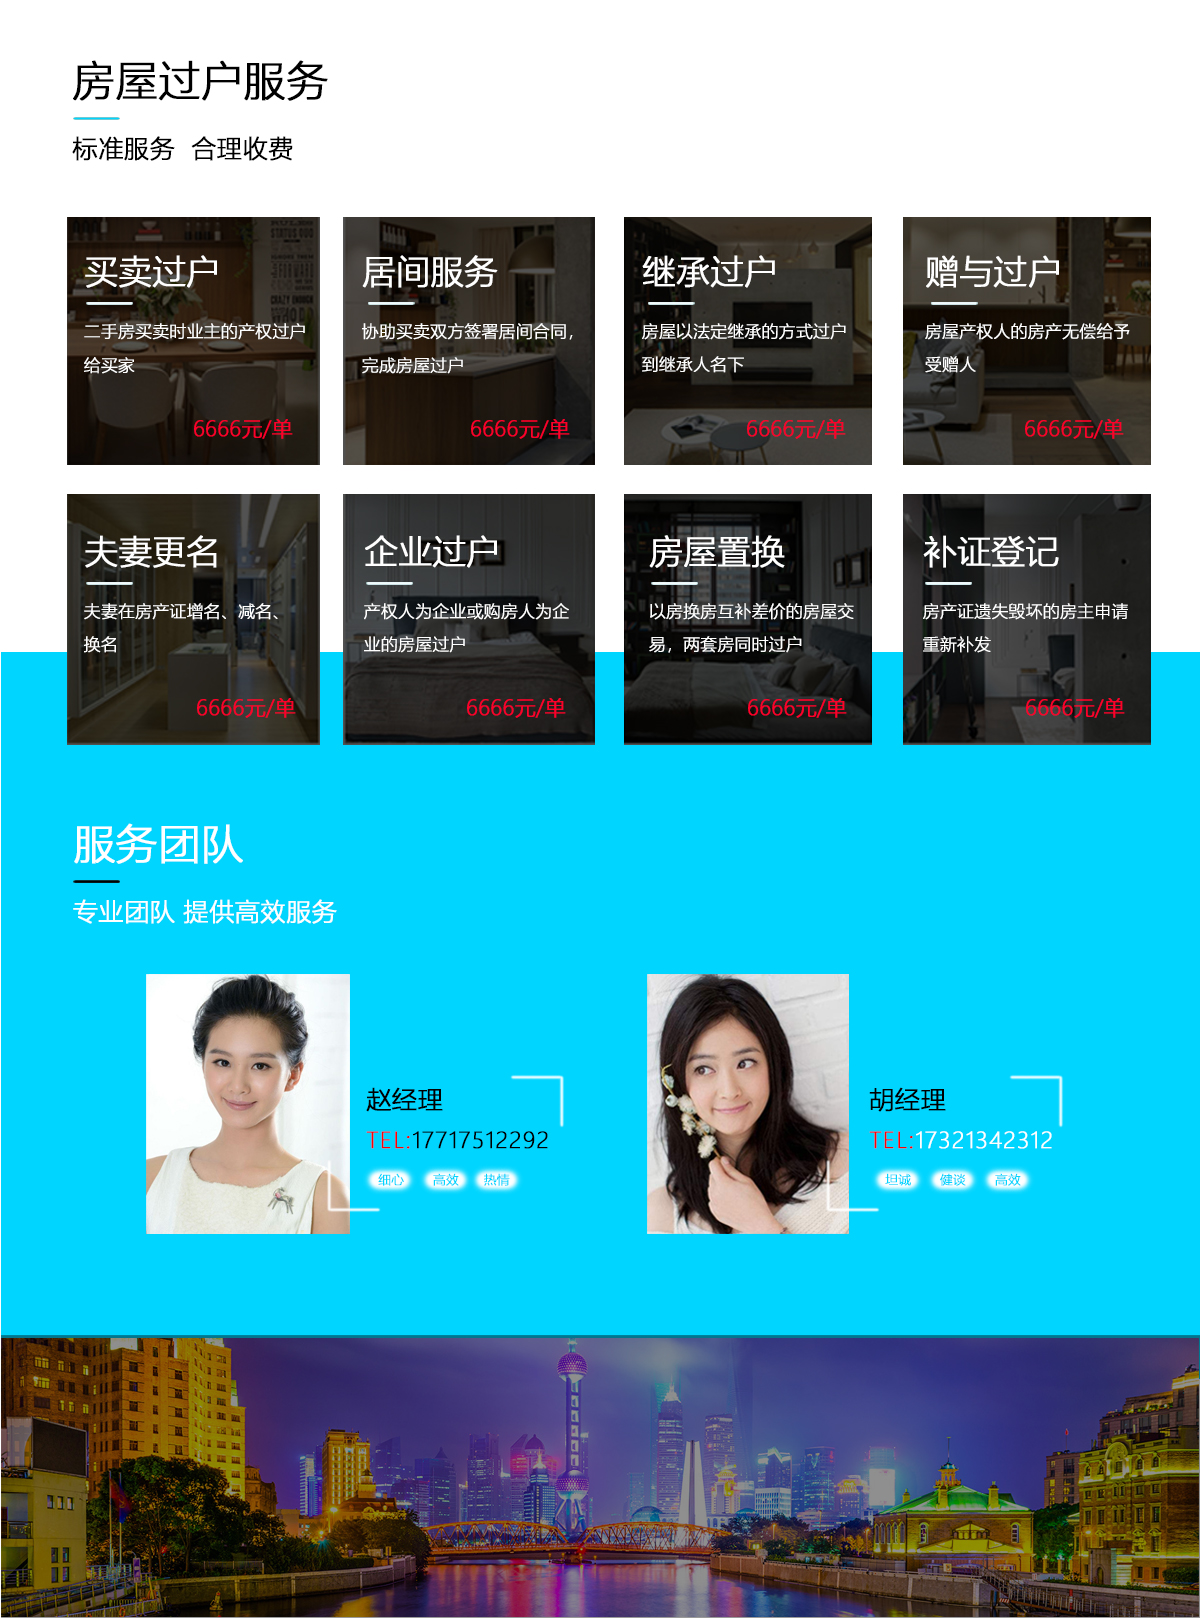 房屋过户服务
标准服务 合理收费
买卖过户
二手房买卖时业主的产权过户
给买家
6666元/单
居间服务
协助买卖双方签署居间合同，
完成房屋过户
6666元/单
继承过户
房屋以法定继承的方式过户
到继承人名下
6666元/单
赠与过户
房屋产权人的房产无偿给予
受赠人
6666元/单
夫妻更名
夫妻在房产证增名、减名、
换名
6666元/单
企业过户
产权人为企业或购房人为企
业的房屋过户
6666元/单
房屋置换
以房换房互补差价的房屋交
易，两套房同时过户
6666元/单
补证登记
房产证遗失毁坏的房主申请
重新补发
6666元/单
服务团队
专业团队 提供高效服务
赵经理
TEL:17717512292
细心 高效 热情
胡经理
TEL:17321342312
坦诚 健谈 高效